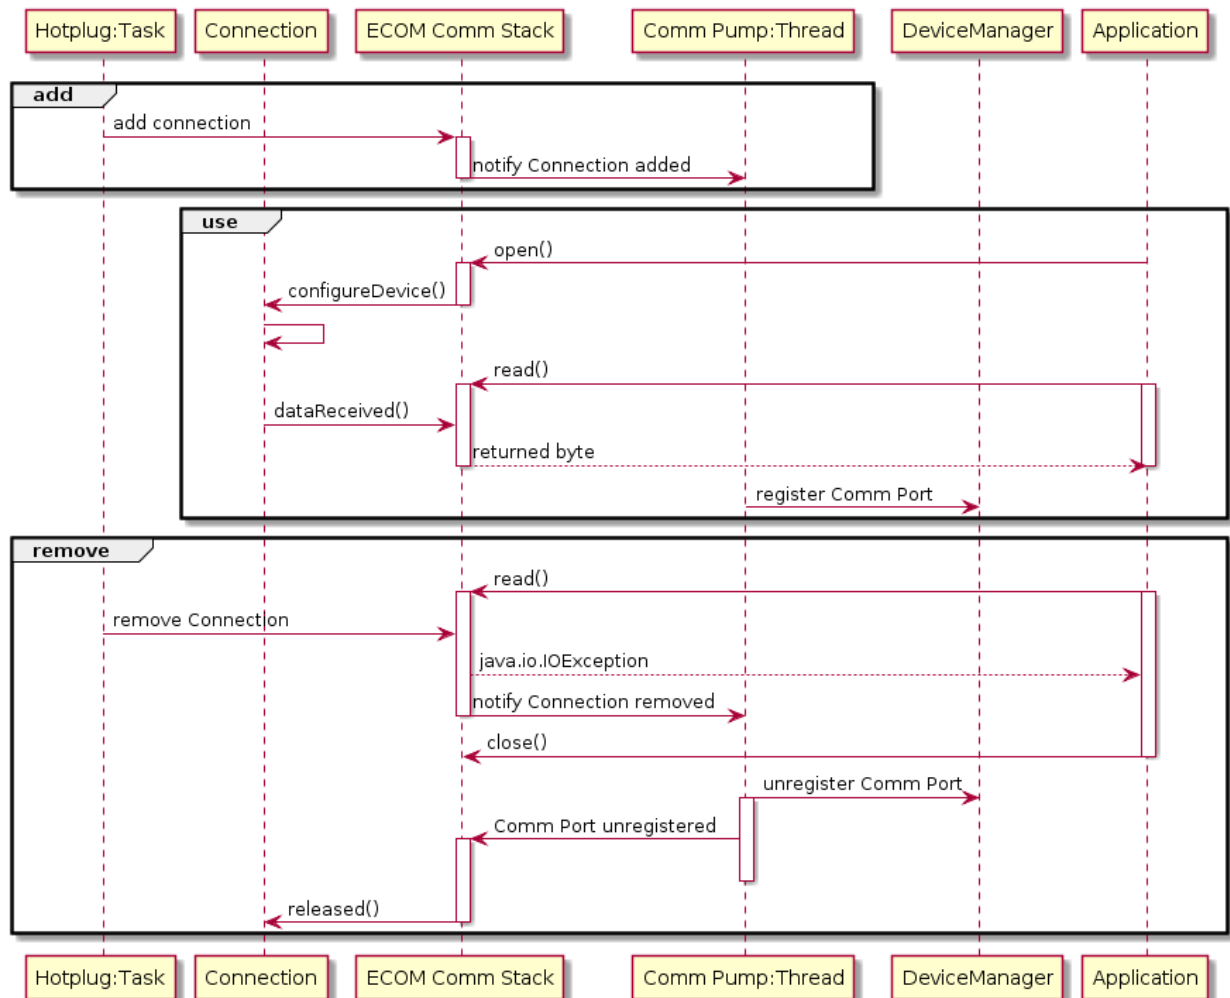 Hotplug:Task Connection ECOM Comm Stack Comm Pump:Thread DeviceManager Application
add
add connection
notify Connection added
use
open()
configureDevice()
read()
dataReceived()
returned byte
register Comm Port
remove
read()
remove Connection
java.io.IOException
notify Connection removed
close()
unregister Comm Port
Comm Port unregistered
released()
Hotplug:Task Connection ECOM Comm Stack Comm Pump:Thread DeviceManager Application